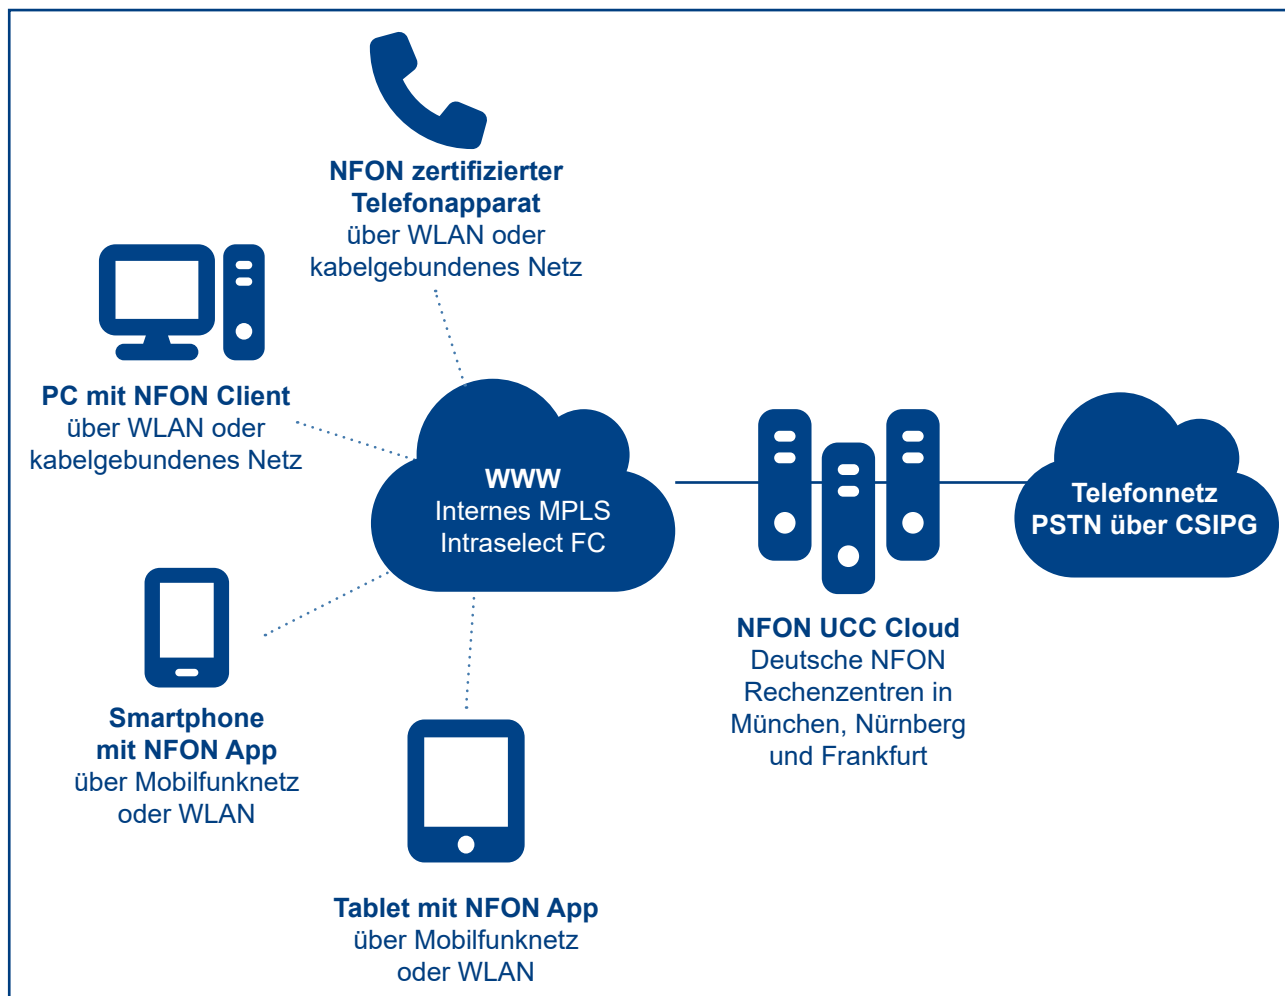 NFON zertifizierter
Telefonapparat
über WLAN oder
kabelgebundenes Netz
PC mit NFON Client
über WLAN oder
kabelgebundenes Netz
WWW
Internes MPLS
Intraselect FC
Telefonnetz
PSTN über CSIPG
NFON UCC Cloud
Deutsche NFON
Rechenzentren in
München, Nürnberg
und Frankfurt
Smartphone
mit NFON App
über Mobilfunknetz
oder WLAN
Tablet mit NFON App
über Mobilfunknetz
oder WLAN